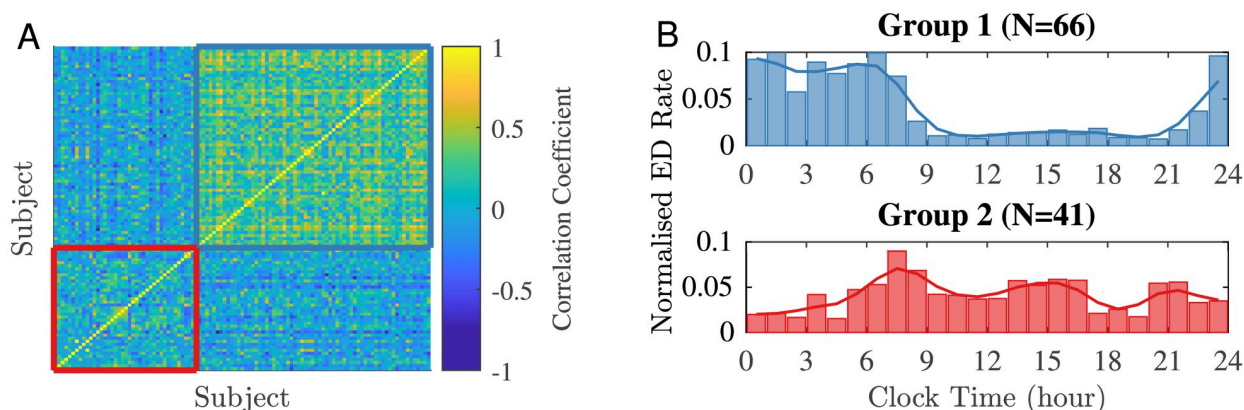 A
Subject
Subject
1
0.5
0
-0.5
-1
Correlation Coefficient
B
Group 1 (N=66)
0.1
0.05
0
0 3 6 9 12 15 18 21 24
Normalised ED Rate
Group 2 (N=41)
0.1
0.05
0
0 3 6 9 12 15 18 21 24
Clock Time (hour)